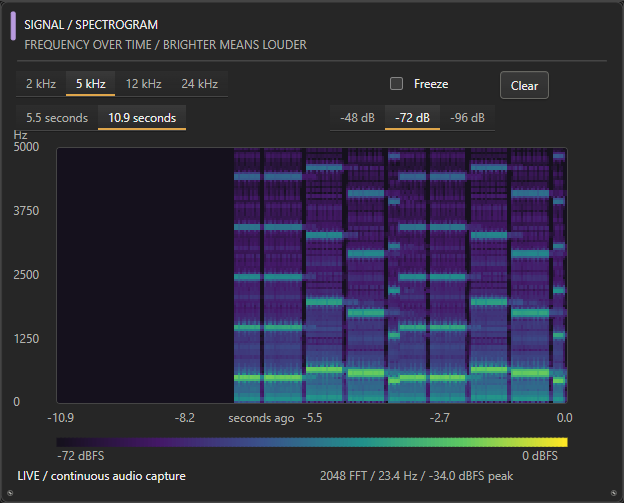 SIGNAL / SPECTROGRAM
FREQUENCY OVER TIME / BRIGHTER MEANS LOUDER
2 kHz 5 kHz 12 kHz 24 kHz Freeze Clear
5.5 seconds 10.9 seconds -48 dB -72 dB -96 dB
Hz
5000
3750
2500
1250
0
-10.9 -8.2 seconds ago -5.5 -2.7 0.0
-72 dBFS 0 dBFS
LIVE / continuous audio capture 2048 FFT / 23.4 Hz / -34.0 dBFS peak